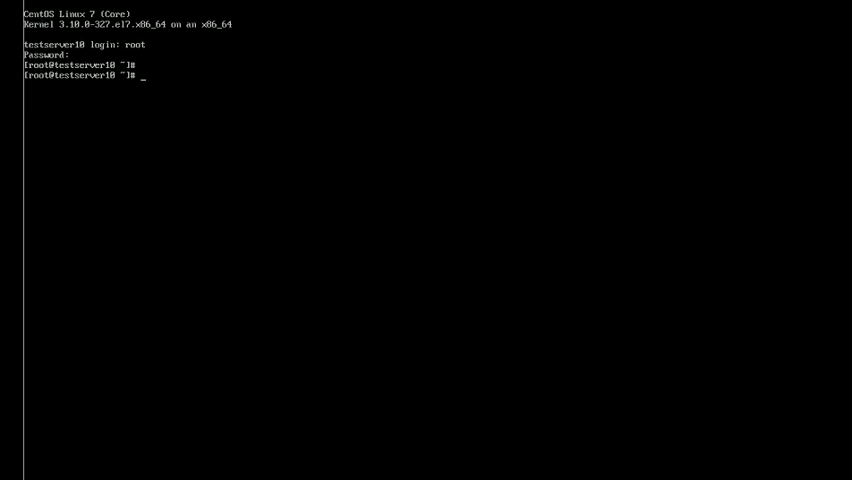 CentOS Linux 7 (Core)
Kernel 3.10.0-327.el7.x86_64 on an x86_64
testserver10 login: root
Password:
[root@testserver10 ~]#
[root@testserver10 ~]# _